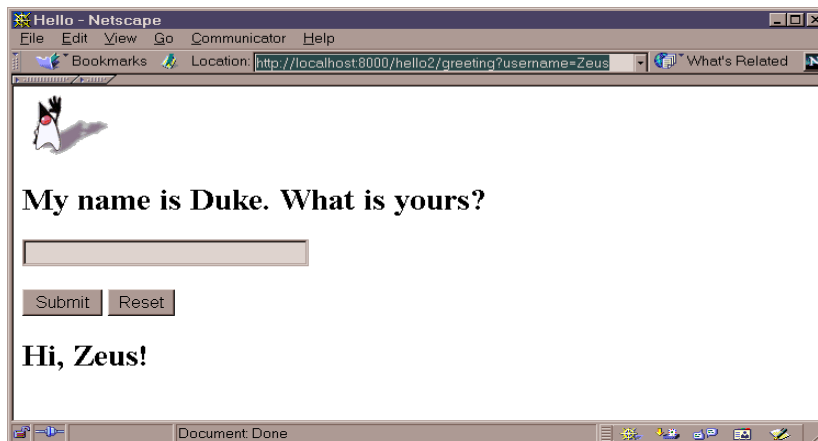 Hello - Netscape
File Edit View Go Communicator Help
Bookmarks Location: http://localhost:8000/hello2/greeting?username=Zeus What's Related N
My name is Duke. What is yours?
Submit Reset
Hi, Zeus!
Document: Done